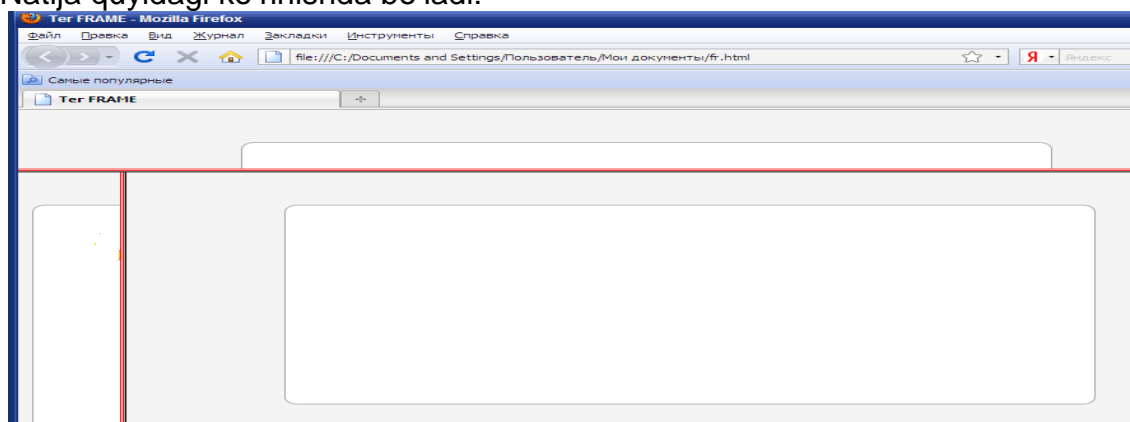 Natija quyidagi ko'rinishda bo'ladi:
Тег FRAME - Mozilla Firefox
Файл Правка Вид Журнал Закладки Инструменты Справка
file:///C:/Documents and Settings/Пользователь/Мои документы/fr.html Я Яндекс
Самые популярные
Тег FRAME